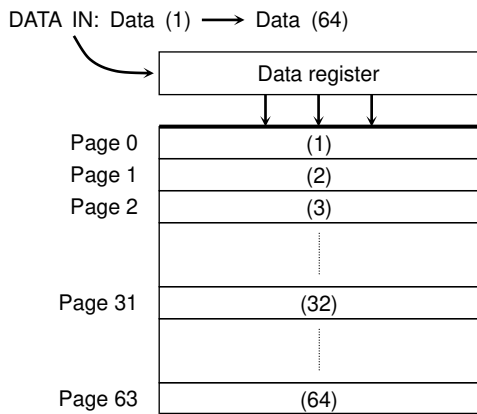 DATA IN: Data (1) Data (64)
Data register
Page 0 (1)
Page 1 (2)
Page 2 (3)
Page 31 (32)
Page 63 (64)